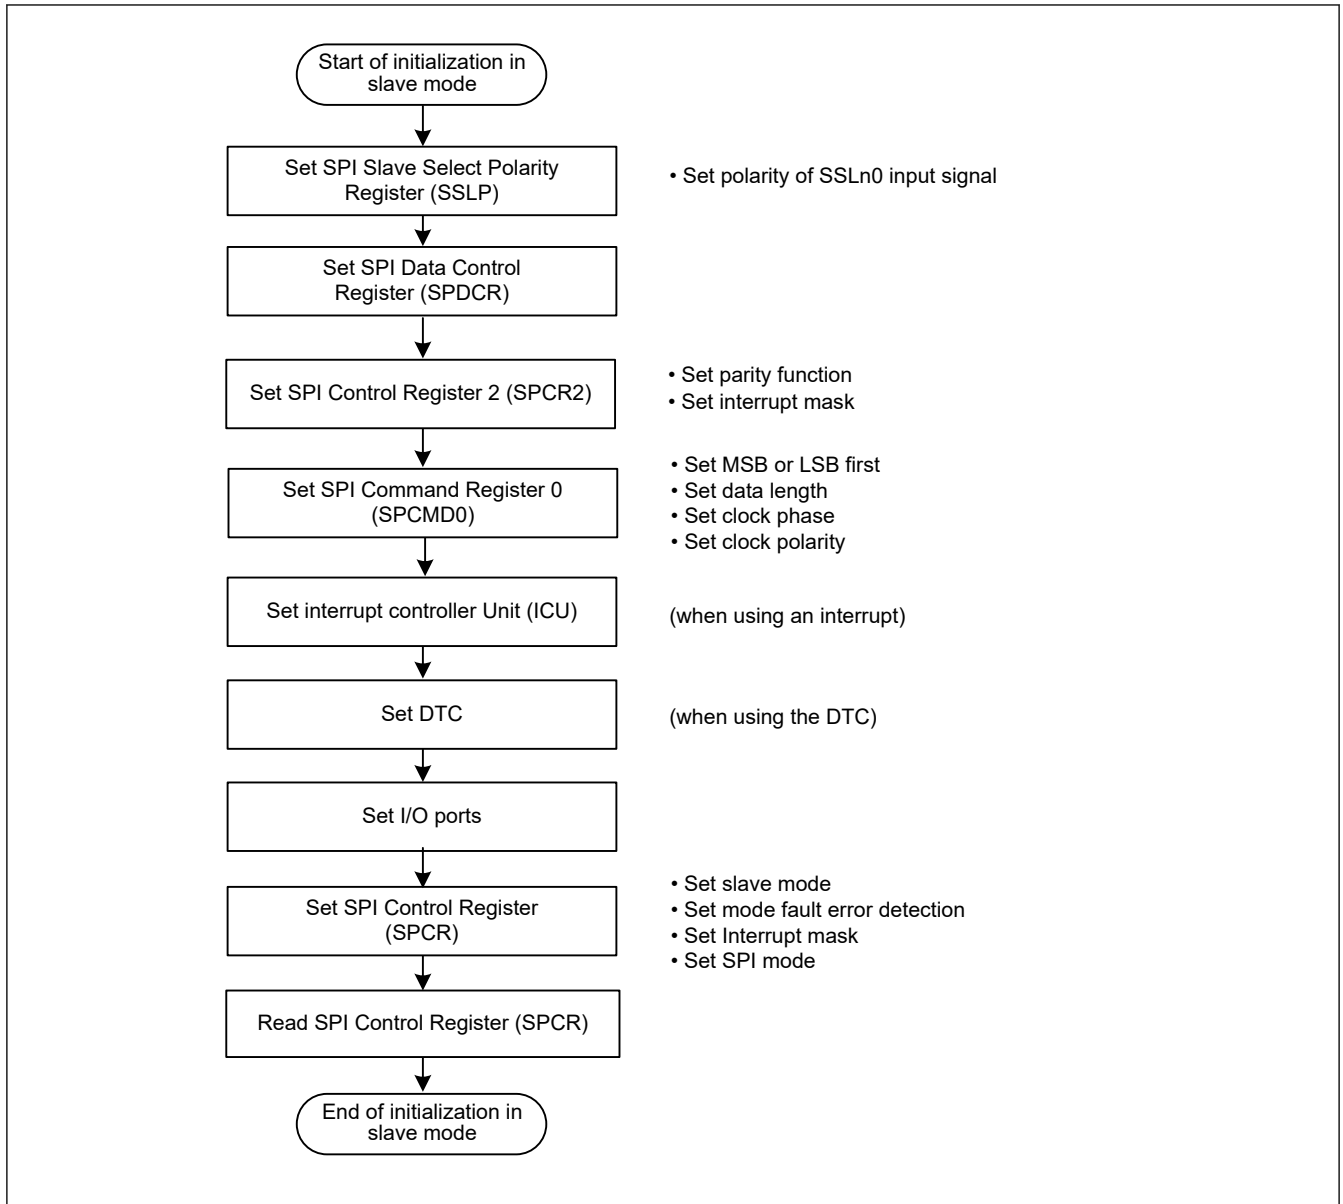 Start of initialization in
slave mode
Set SPI Slave Select Polarity
Register (SSLP)
• Set polarity of SSLn0 input signal
Set SPI Data Control
Register (SPDCR)
Set SPI Control Register 2 (SPCR2)
• Set parity function
• Set interrupt mask
Set SPI Command Register 0
(SPCMD0)
• Set MSB or LSB first
• Set data length
• Set clock phase
• Set clock polarity
Set interrupt controller Unit (ICU)
(when using an interrupt)
Set DTC
(when using the DTC)
Set I/O ports
Set SPI Control Register
(SPCR)
• Set slave mode
• Set mode fault error detection
• Set Interrupt mask
• Set SPI mode
Read SPI Control Register (SPCR)
End of initialization in
slave mode